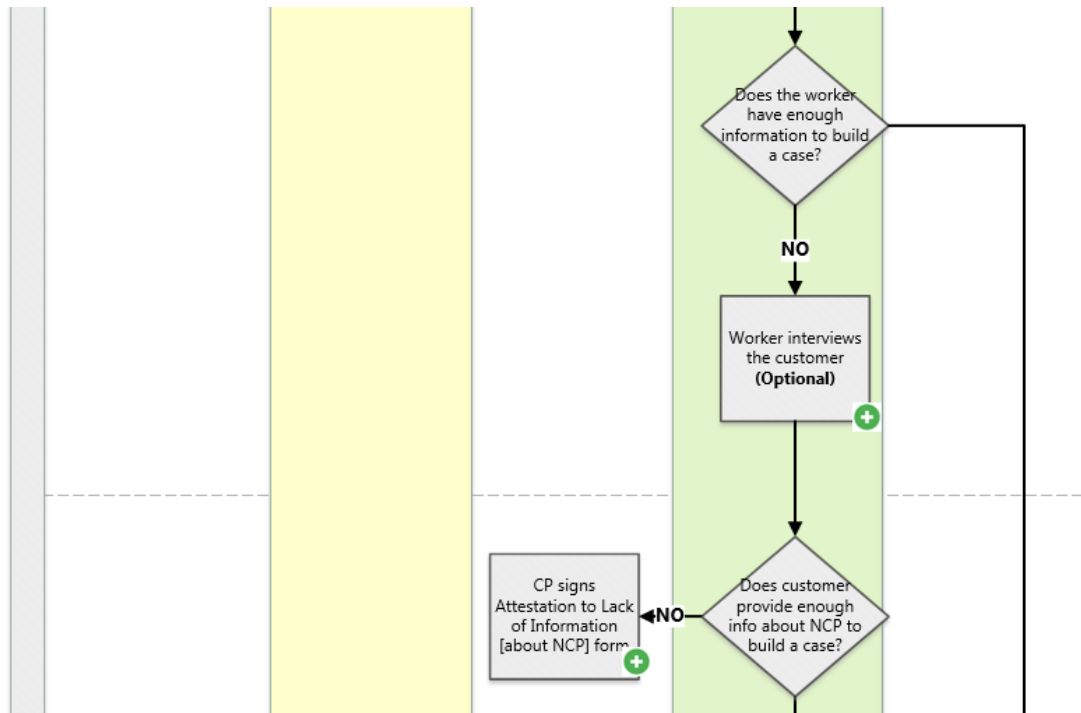 Does the worker
have enough
information to build
a case?
NO
Worker interviews
the customer
(Optional)
CP signs
Attestation to Lack
of Information
[about NCP] form
NO
Does customer
provide enough
info about NCP to
build a case?